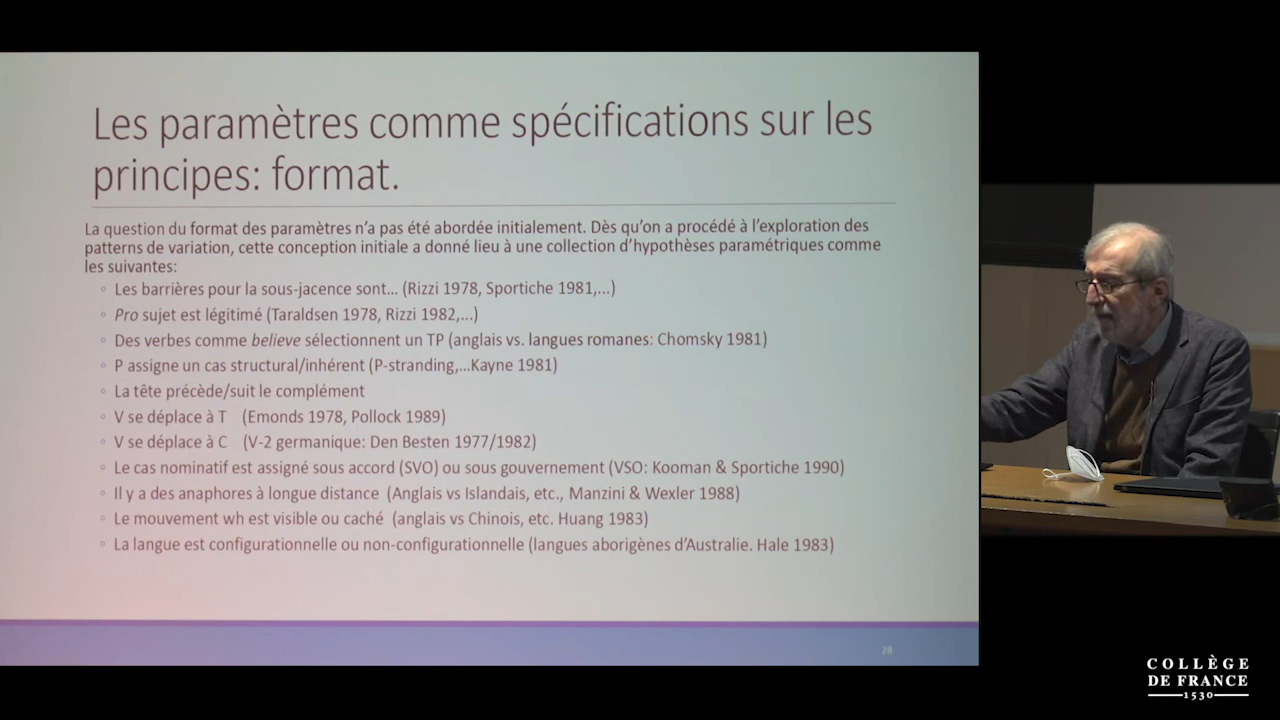 Les paramètres comme spécifications sur les
principes: format.
La question du format des paramètres n'a pas été abordée initialement. Dès qu'on a procédé à l'exploration des
patterns de variation, cette conception initiale a donné lieu à une collection d'hypothèses paramétriques comme
les suivantes:
◦ Les barrières pour la sous-jacence sont... (Rizzi 1978, Sportiche 1981,...)
◦ Pro sujet est légitimé (Taraldsen 1978, Rizzi 1982,...)
◦ Des verbes comme believe sélectionnent un TP (anglais vs. langues romanes: Chomsky 1981)
◦ P assigne un cas structural/inhérent (P-stranding,...Kayne 1981)
◦ La tête précède/suit le complément
◦ V se déplace à T (Emonds 1978, Pollock 1989)
◦ V se déplace à C (V-2 germanique: Den Besten 1977/1982)
◦ Le cas nominatif est assigné sous accord (SVO) ou sous gouvernement (VSO: Kooman & Sportiche 1990)
◦ Il y a des anaphores à longue distance (Anglais vs Islandais, etc., Manzini & Wexler 1988)
◦ Le mouvement wh est visible ou caché (anglais vs Chinois, etc. Huang 1983)
◦ La langue est configurationnelle ou non-configurationnelle (langues aborigènes d'Australie. Hale 1983)
28
COLLÈGE
DE FRANCE
1530